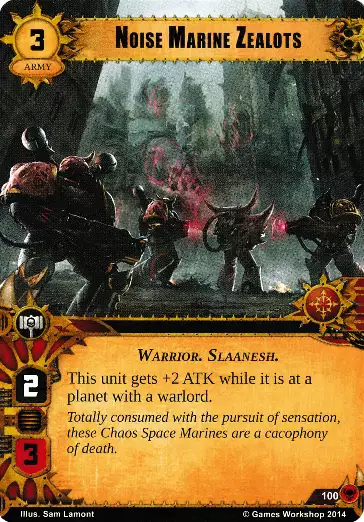 3
ARMY
NOISE MARINE ZEALOTS
WARRIOR. SLAANESH.
2
This unit gets +2 ATK while it is at a
planet with a warlord.
Totally consumed with the pursuit of sensation,
these Chaos Space Marines are a cacophony
of death.
3
100
Illus. Sam Lamont
© Games Workshop 2014